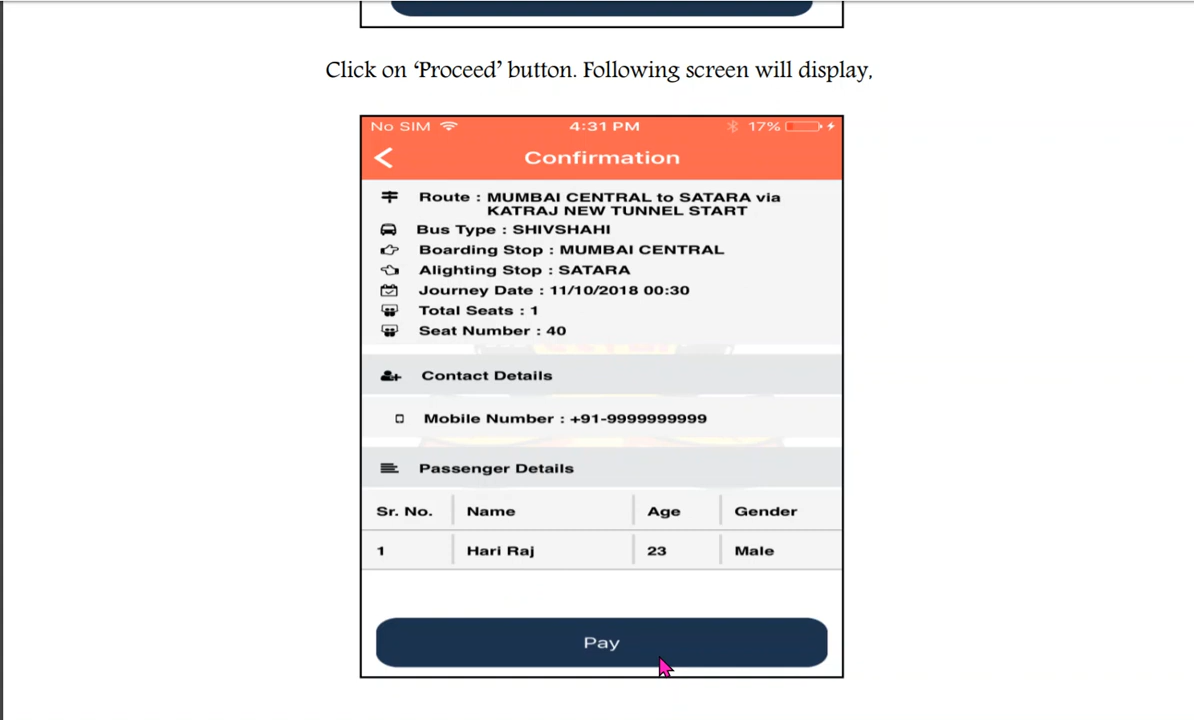 Click on ‘Proceed’ button. Following screen will display,
No SIM 4:31 PM 17%
Confirmation
Route : MUMBAI CENTRAL to SATARA via
KATRAJ NEW TUNNEL START
Bus Type : SHIVSHAHI
Boarding Stop : MUMBAI CENTRAL
Alighting Stop : SATARA
Journey Date : 11/10/2018 00:30
Total Seats : 1
Seat Number : 40
Contact Details
Mobile Number : +91-9999999999
Passenger Details
Sr. No. Name Age Gender
1 Hari Raj 23 Male
Pay